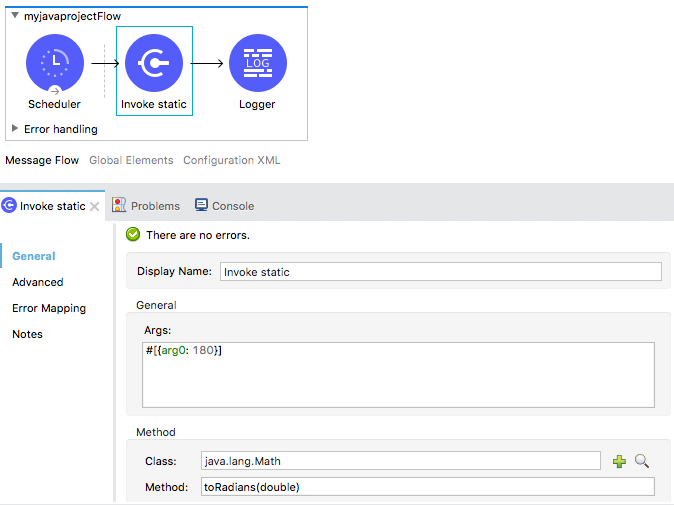 myjavaprojectFlow
LOG
Scheduler
Invoke static
Logger
Error handling
Message Flow
Global Elements
Configuration XML
Invoke static
Problems
Console
There are no errors.
General
Advanced
Error Mapping
Notes
Display Name:
Invoke static
General
Args:
#[{arg0: 180}]
Method
Class:
java.lang.Math
Method:
toRadians(double)